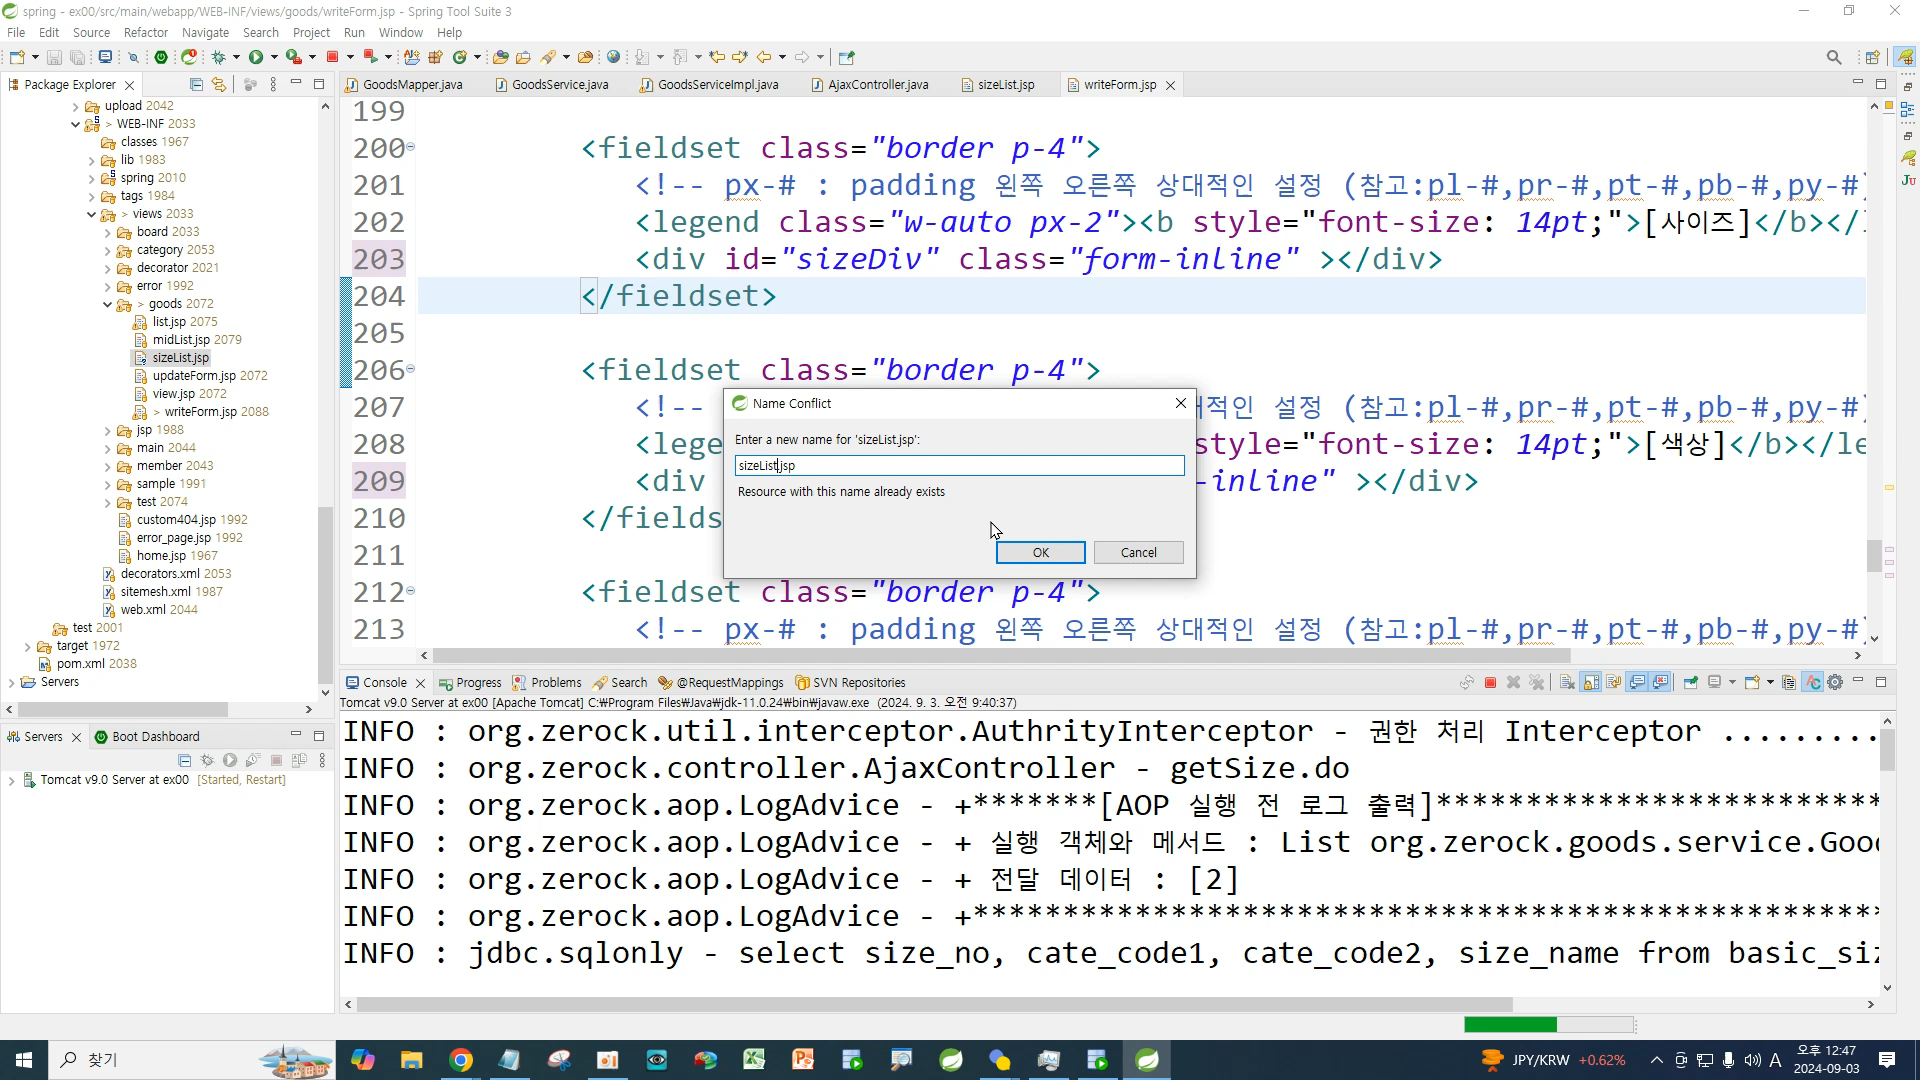 spring - ex00/src/main/webapp/WEB-INF/views/goods/writeForm.jsp - Spring Tool Suite 3
File Edit Source Refactor Navigate Search Project Run Window Help
Package Explorer
GoodsMapper.java GoodsService.java GoodsServiceImpl.java AjaxController.java sizeList.jsp writeForm.jsp
upload 2042
> WEB-INF 2033
classes 1967
lib 1983
spring 2010
tags 1984
> views 2033
board 2033
category 2053
decorator 2021
error 1992
> goods 2072
list.jsp 2075
midList.jsp 2079
sizeList.jsp
updateForm.jsp 2072
view.jsp 2072
> writeForm.jsp 2088
jsp 1988
main 2044
member 2043
sample 1991
test 2074
custom404.jsp 1992
error_page.jsp 1992
home.jsp 1967
decorators.xml 2053
sitemesh.xml 1987
web.xml 2044
test 2001
target 1972
pom.xml 2038
Servers
199
200 <fieldset class="border p-4">
201 <!-- px-# : padding 왼쪽 오른쪽 상대적인 설정 (참고:pl-#,pr-#,pt-#,pb-#,py-#)
202 <legend class="w-auto px-2"><b style="font-size: 14pt;">[사이즈]</b></l
203 <div id="sizeDiv" class="form-inline" ></div>
204 </fieldset>
205
206 <fieldset class="border p-4">
207 <!-- 적인 설정 (참고:pl-#,pr-#,pt-#,pb-#,py-#)
208 <lege style="font-size: 14pt;">[색상]</b></le
209 <div -inline" ></div>
210 </fields
211
212 <fieldset class="border p-4">
213 <!-- px-# : padding 왼쪽 오른쪽 상대적인 설정 (참고:pl-#,pr-#,pt-#,pb-#,py-#)
Name Conflict
Enter a new name for 'sizeList.jsp':
sizeList.jsp
Resource with this name already exists
OK Cancel
Servers Boot Dashboard
Tomcat v9.0 Server at ex00 [Started, Restart]
Console Progress Problems Search @RequestMappings SVN Repositories
Tomcat v9.0 Server at ex00 [Apache Tomcat] C:₩Program Files₩Java₩jdk-11.0.24₩bin₩javaw.exe (2024. 9. 3. 오전 9:40:37)
INFO : org.zerock.util.interceptor.AuthrityInterceptor - 권한 처리 Interceptor .........
INFO : org.zerock.controller.AjaxController - getSize.do
INFO : org.zerock.aop.LogAdvice - +*******[AOP 실행 전 로그 출력]*************************
INFO : org.zerock.aop.LogAdvice - + 실행 객체와 메서드 : List org.zerock.goods.service.Goo
INFO : org.zerock.aop.LogAdvice - + 전달 데이터 : [2]
INFO : org.zerock.aop.LogAdvice - +***************************************************
INFO : jdbc.sqlonly - select size_no, cate_code1, cate_code2, size_name from basic_siz
찾기
JPY/KRW +0.62%
A
오후 12:47
2024-09-03